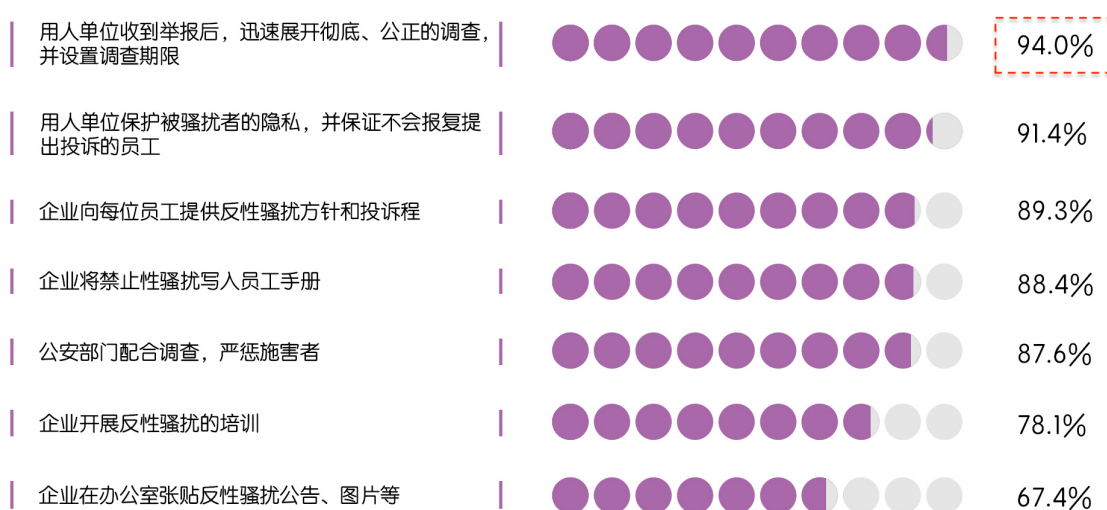 用人单位收到举报后，迅速展开彻底、公正的调查，
并设置调查期限
94.0%
用人单位保护被骚扰者的隐私，并保证不会报复提
出投诉的员工
91.4%
企业向每位员工提供反性骚扰方针和投诉程
89.3%
企业将禁止性骚扰写入员工手册
88.4%
公安部门配合调查，严惩施害者
87.6%
企业开展反性骚扰的培训
78.1%
企业在办公室张贴反性骚扰公告、图片等
67.4%